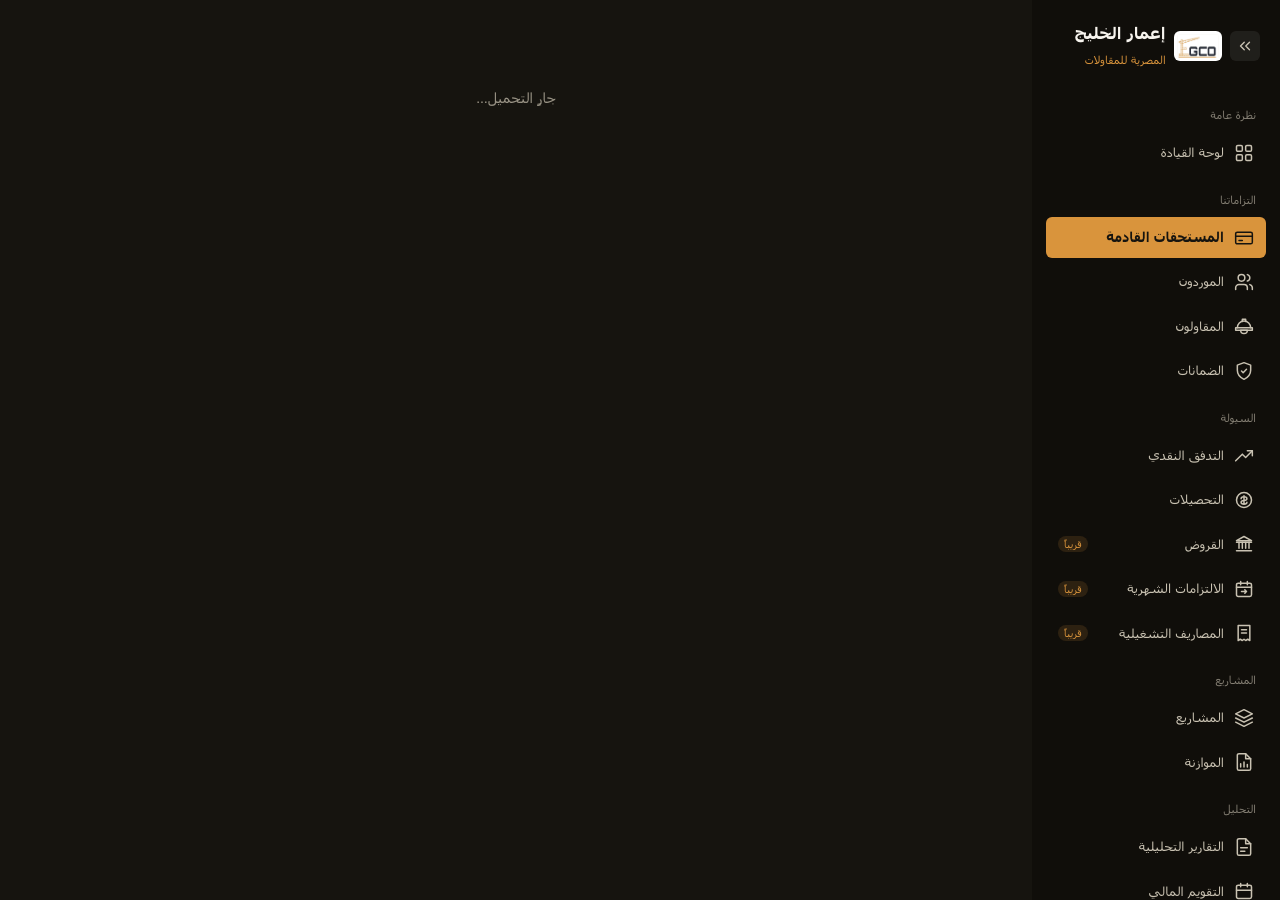 إعمار الخليج
المصرية للمقاولات
GCO
نظرة عامة
لوحة القيادة
التزاماتنا
المستحقات القادمة
الموردون
المقاولون
الضمانات
السيولة
التدفق النقدي
التحصيلات
القروض
قريباً
الالتزامات الشهرية
قريباً
المصاريف التشغيلية
قريباً
المشاريع
المشاريع
الموازنة
التحليل
التقارير التحليلية
التقويم المالي
جارِ التحميل...